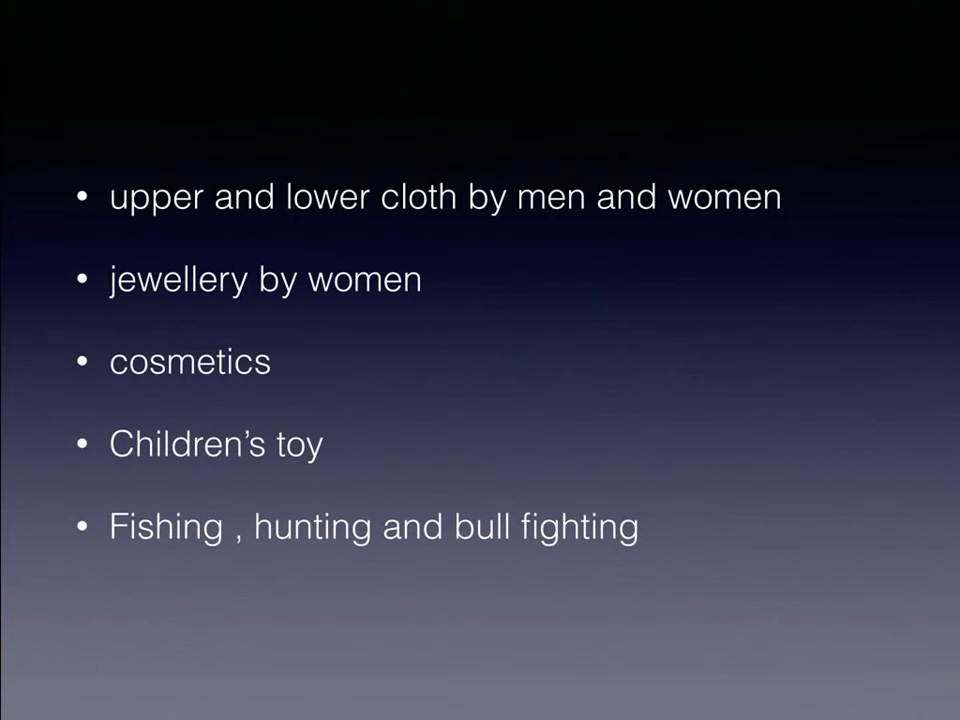 • upper and lower cloth by men and women
• jewellery by women
• cosmetics
• Children’s toy
• Fishing , hunting and bull fighting